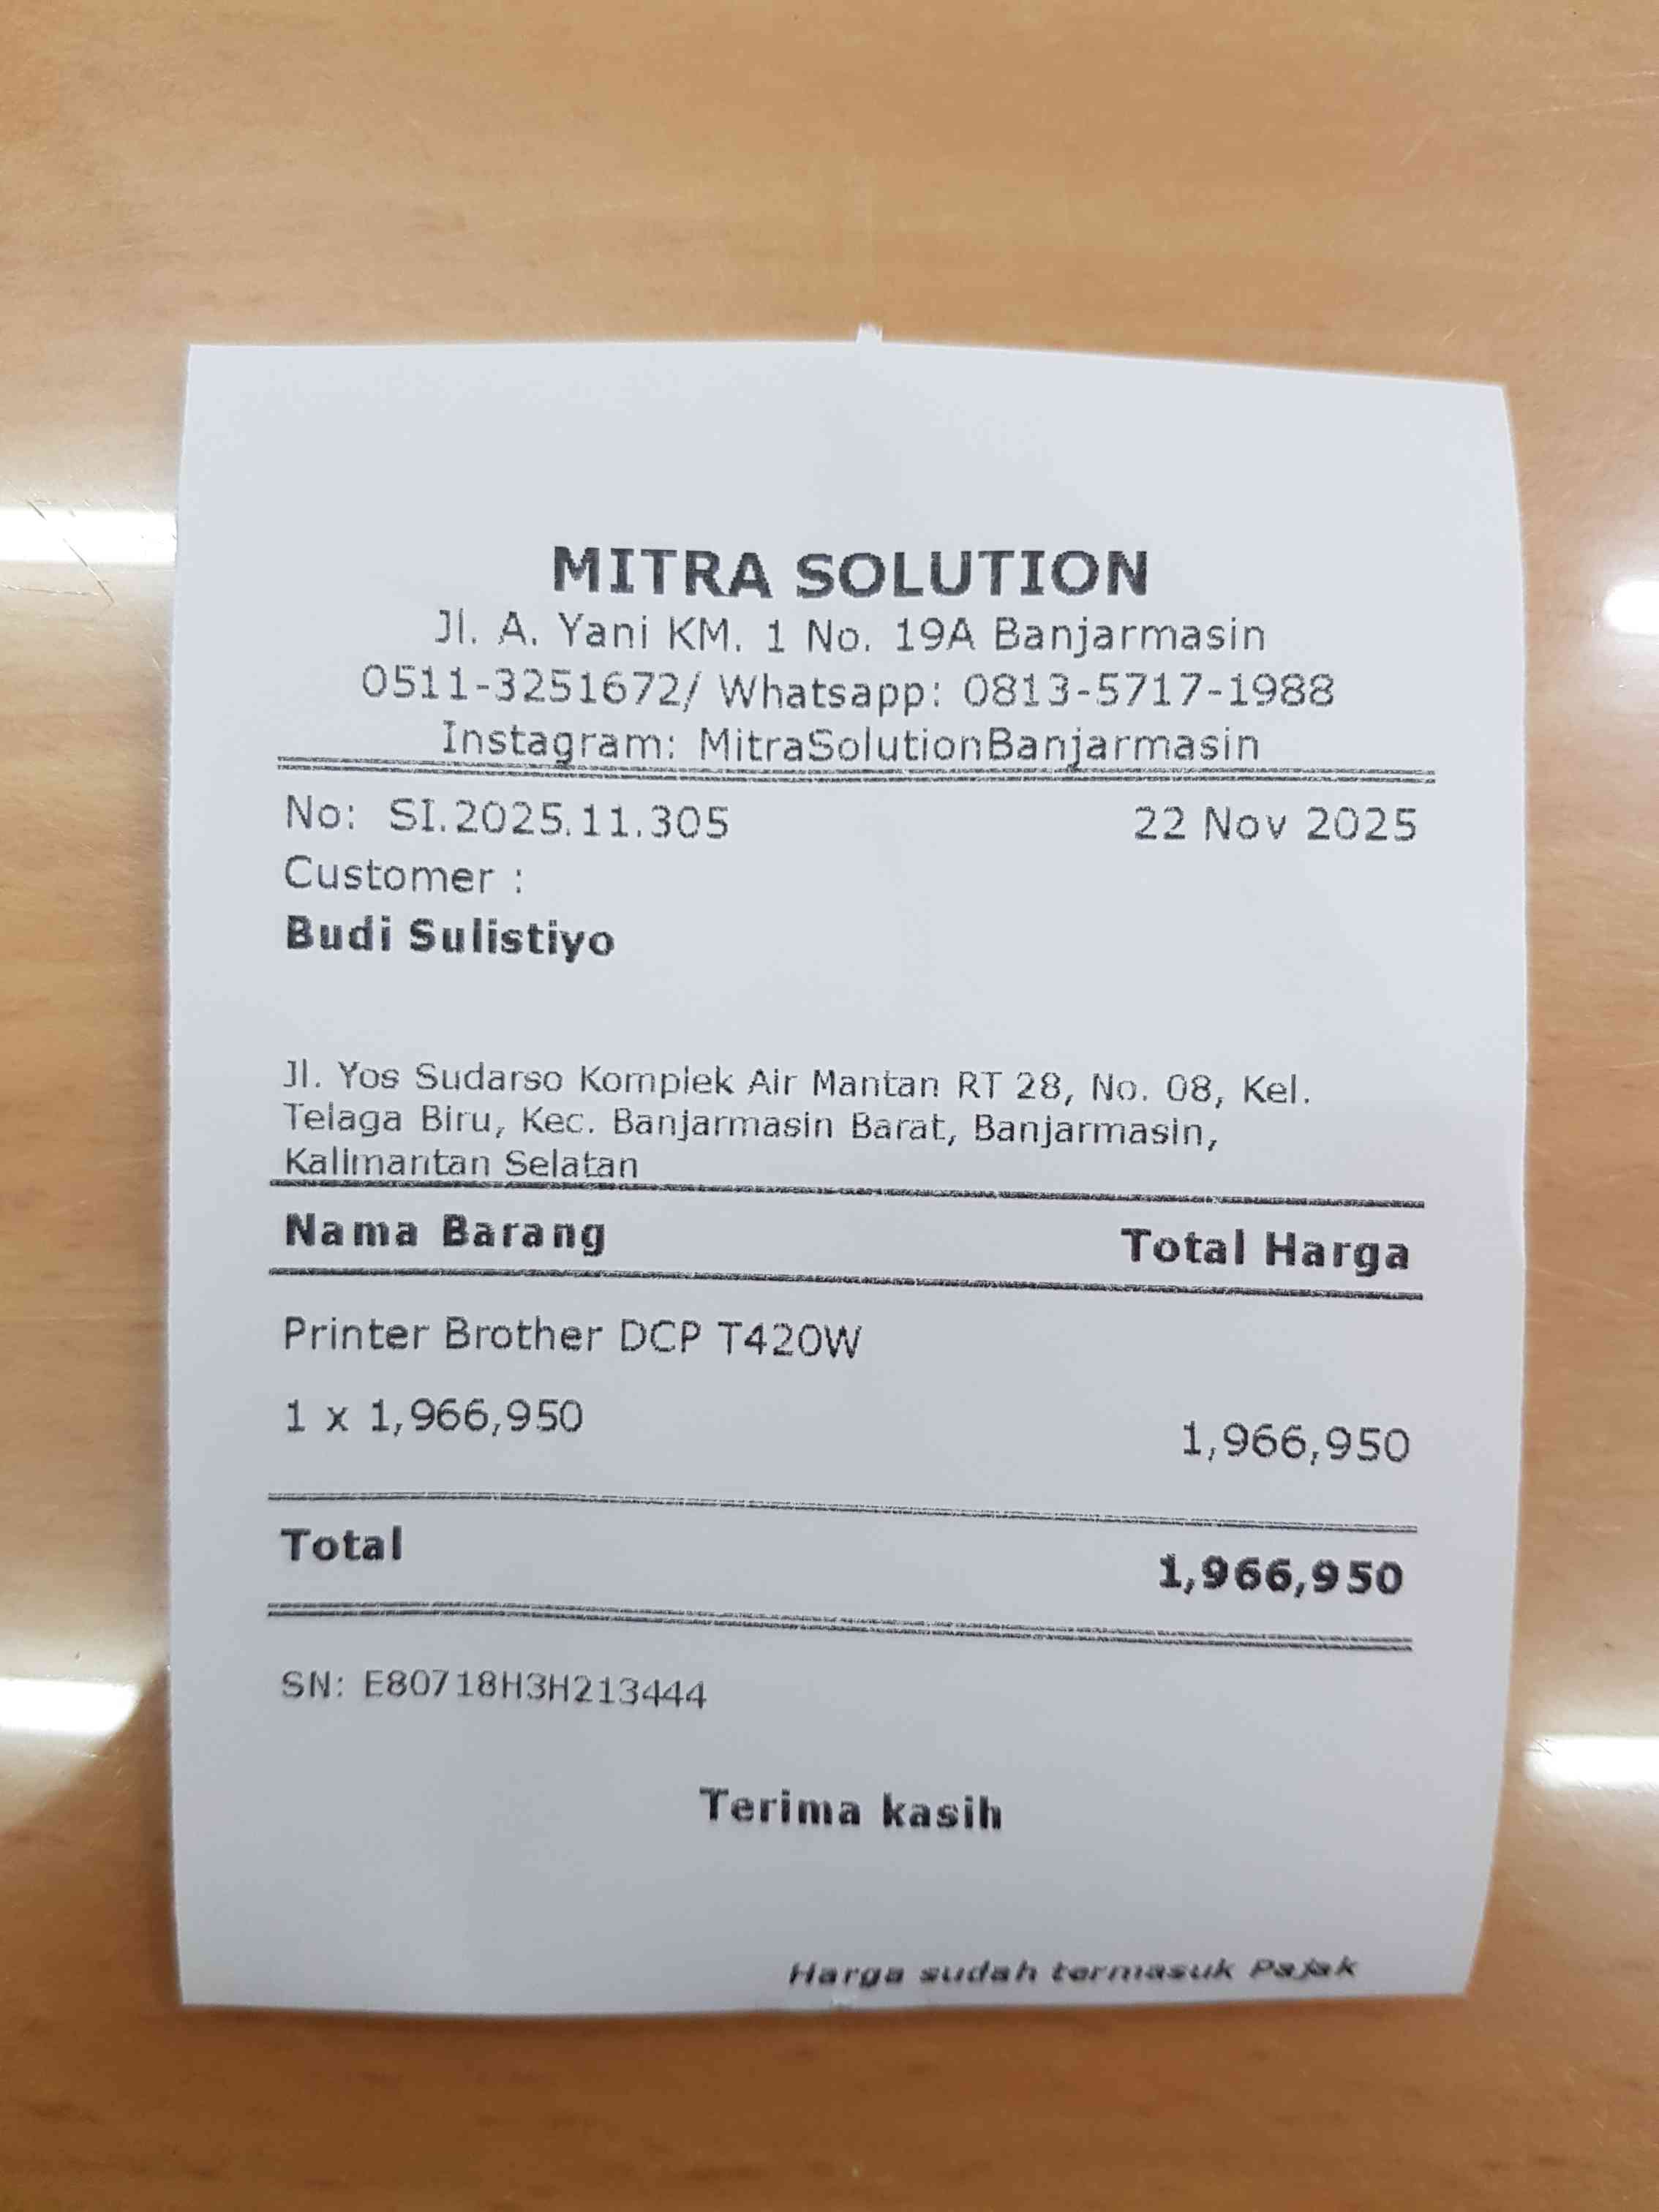 MITRA SOLUTION
Jl. A. Yani KM. 1 No. 19A Banjarmasin
0511-3251672/ Whatsapp: 0813-5717-1988
Instagram: MitraSolutionBanjarmasin
No: SI.2025.11.305 22 Nov 2025
Customer :
Budi Sulistiyo
Jl. Yos Sudarso Komplek Air Mantan RT 28, No. 08, Kel.
Telaga Biru, Kec. Banjarmasin Barat, Banjarmasin,
Kalimantan Selatan
Nama Barang Total Harga
Printer Brother DCP T420W
1 x 1,966,950 1,966,950
Total 1,966,950
SN: E80718H3H213444
Terima kasih
Harga sudah termasuk Pajak